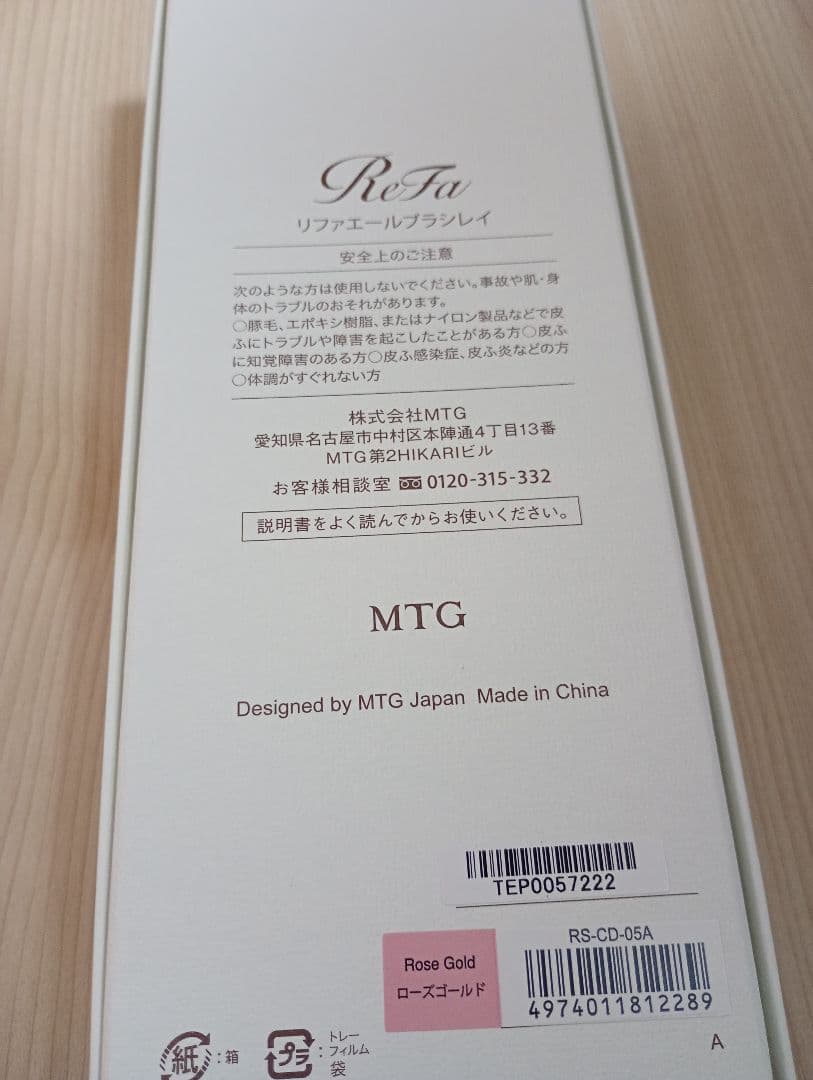 ReFa
リファエールブラシレイ
安全上のご注意
次のような方は使用しないでください。事故や肌・身
体のトラブルのおそれがあります。
○豚毛、エポキシ樹脂、またはナイロン製品などで皮
ふにトラブルや障害を起こしたことがある方○皮ふ
に知覚障害のある方○皮ふ感染症、皮ふ炎などの方
○体調がすぐれない方
株式会社MTG
愛知県名古屋市中村区本陣通4丁目13番
MTG第2HIKARIビル
お客様相談室 0120-315-332
説明書をよく読んでからお使いください。
MTG
Designed by MTG Japan Made in China
TEP0057222
Rose Gold
ローズゴールド
RS-CD-05A
4974011812289
紙:箱
プラ:トレー
フィルム
袋
A